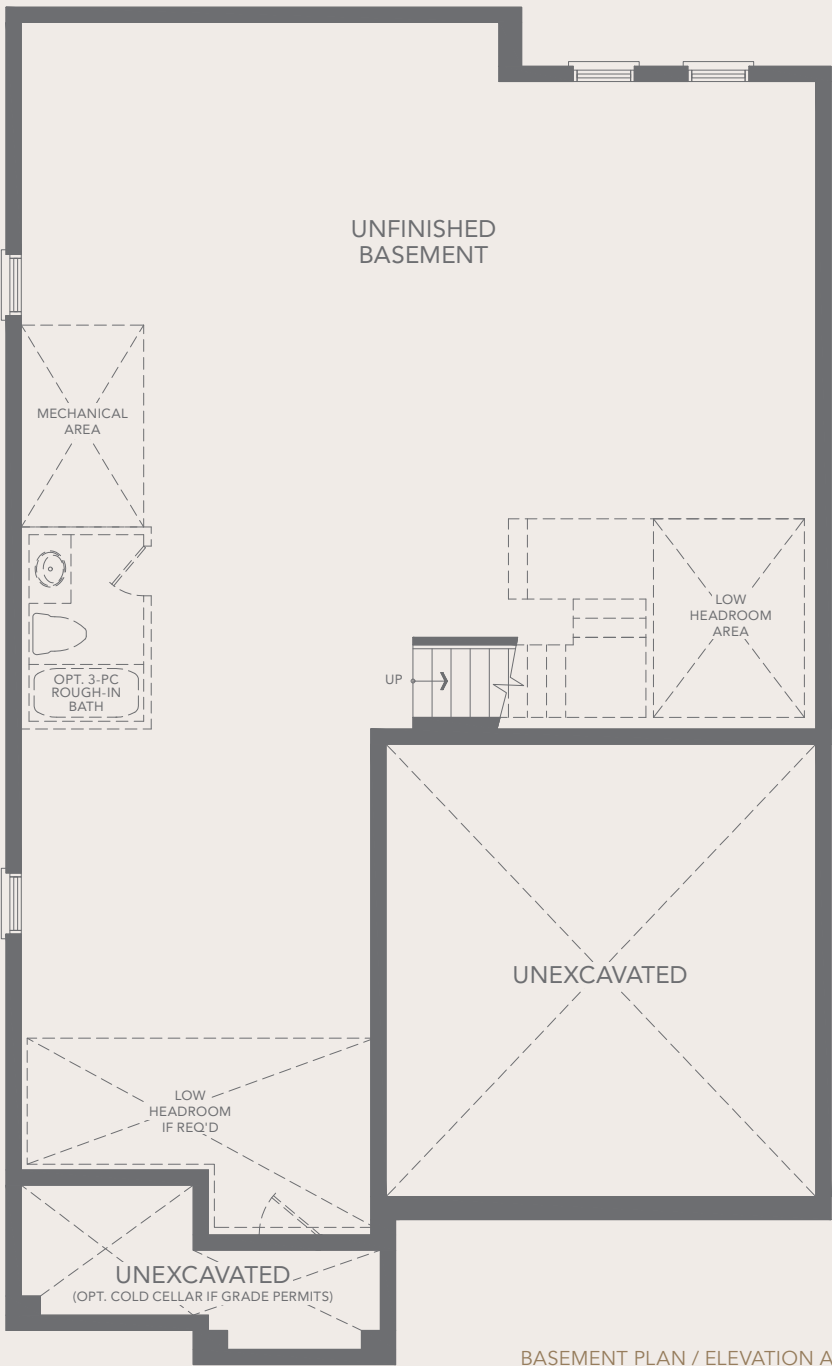 UNFINISHED
BASEMENT
MECHANICAL
AREA
LOW
HEADROOM
AREA
OPT. 3-PC
ROUGH-IN
BATH
UP
UNEXCAVATED
LOW
HEADROOM
IF REQ'D
UNEXCAVATED
(OPT. COLD CELLAR IF GRADE PERMITS)
BASEMENT PLAN / ELEVATION A